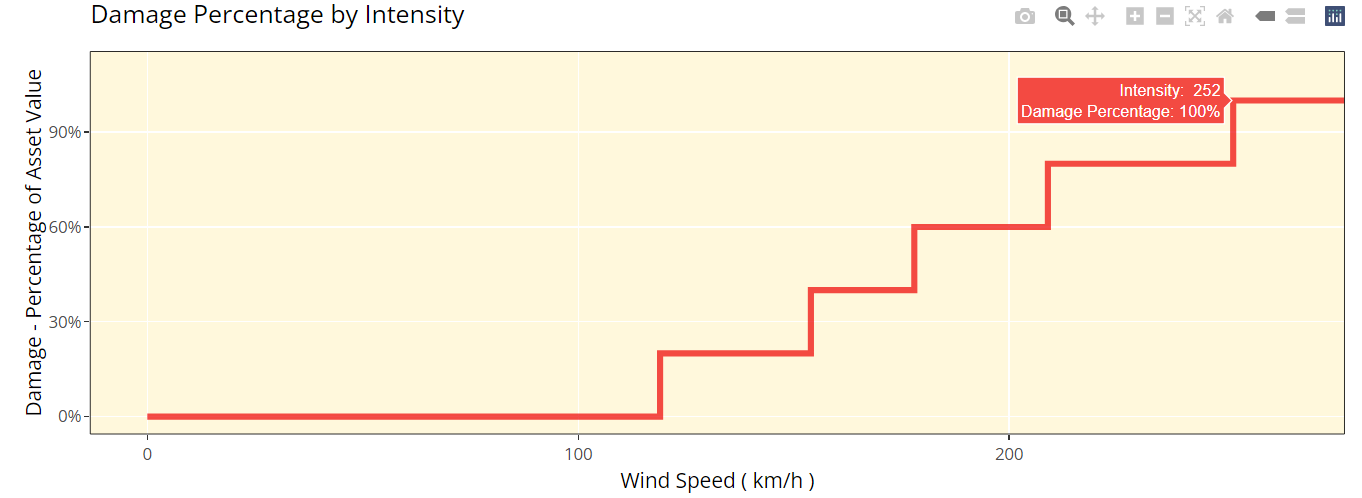 Damage Percentage by Intensity
Damage - Percentage of Asset Value
90%
60%
30%
0%
Intensity: 252
Damage Percentage: 100%
0
100
200
Wind Speed ( km/h )